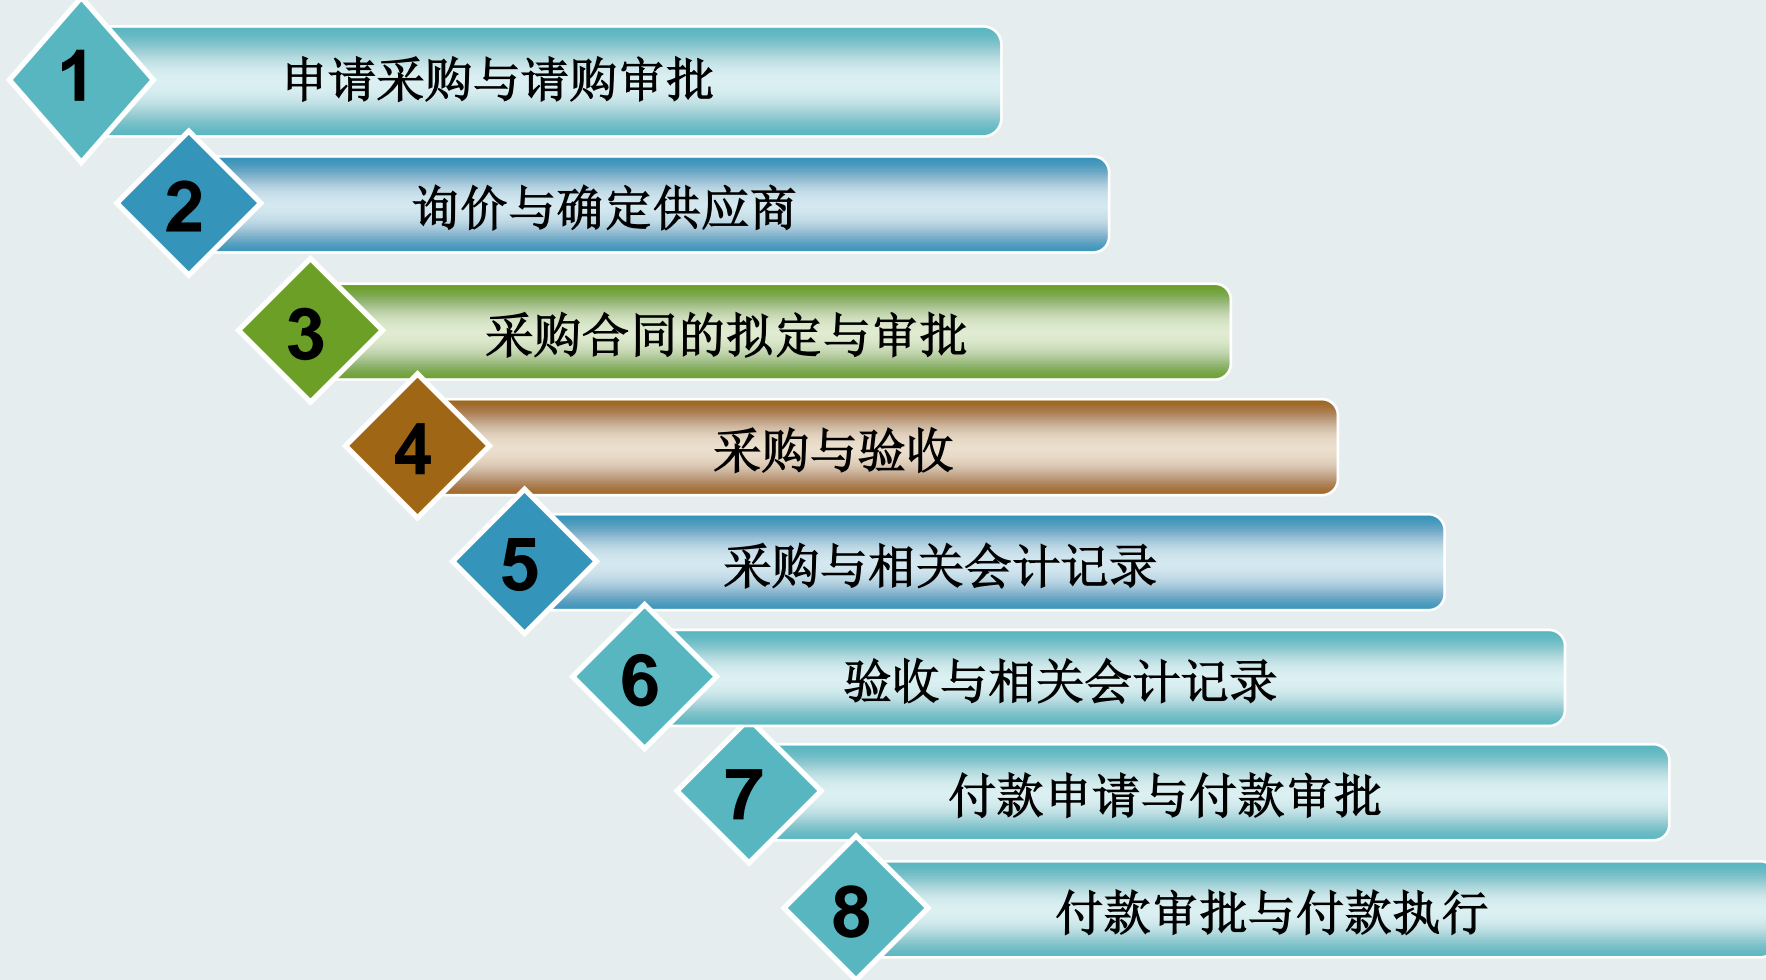 1 申请采购与请购审批
2 询价与确定供应商
3 采购合同的拟定与审批
4 采购与验收
5 采购与相关会计记录
6 验收与相关会计记录
7 付款申请与付款审批
8 付款审批与付款执行